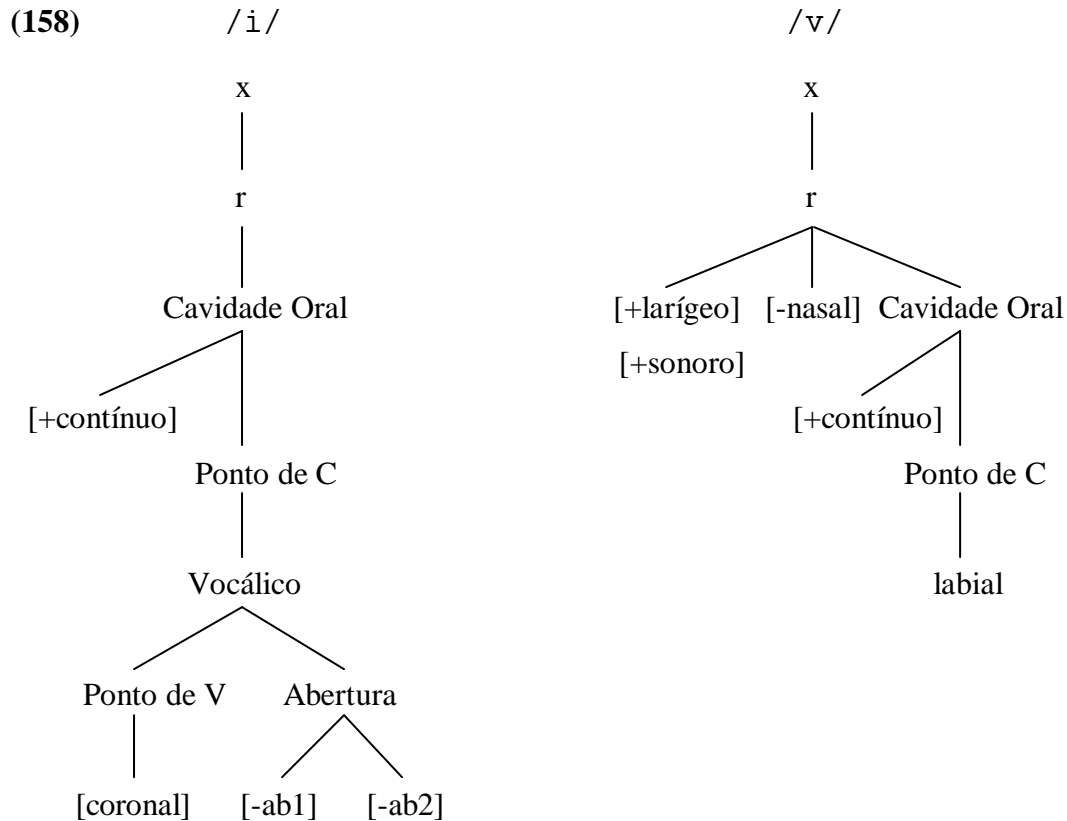 (158) /i/ /v/
x x
r r
Cavidade Oral [+larígeo] [-nasal] Cavidade Oral
[+sonoro]
[+contínuo] [+contínuo]
Ponto de C Ponto de C
Vocálico labial
Ponto de V Abertura
[coronal] [-ab1] [-ab2]